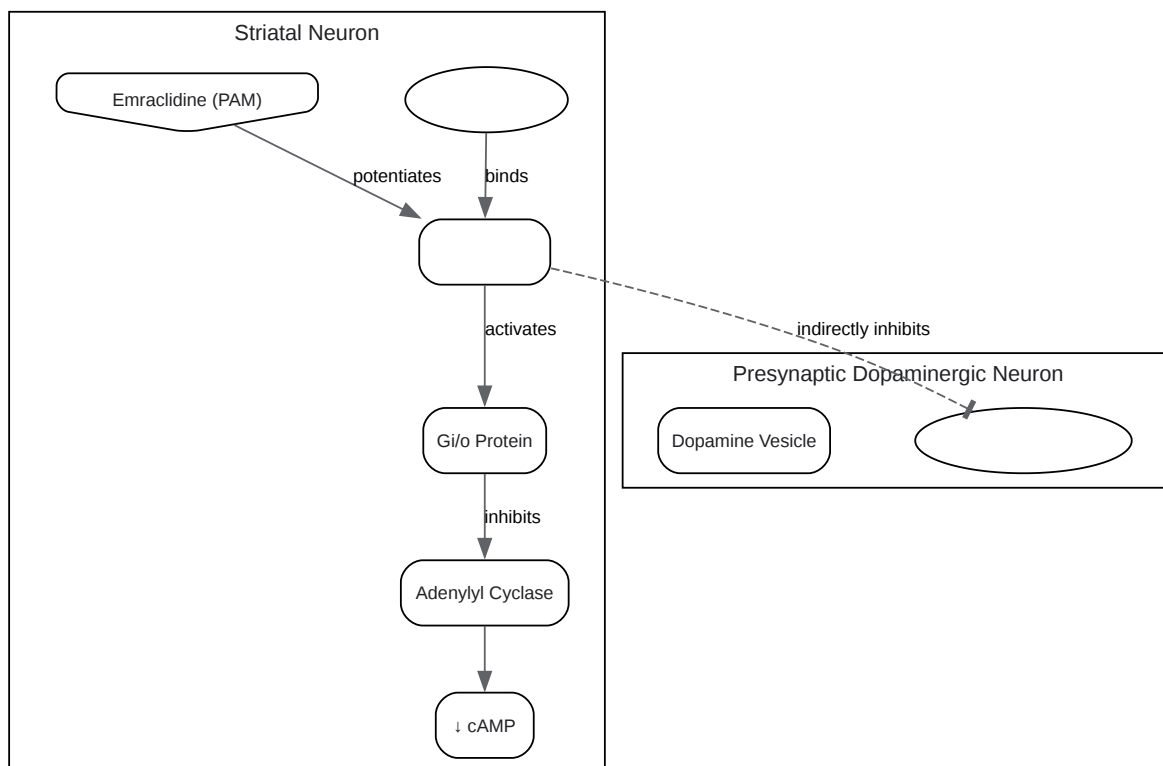 Striatal Neuron
Emraclidine (PAM)
potentiates
binds
activates
indirectly inhibits
Presynaptic Dopaminergic Neuron
Gi/o Protein
Dopamine Vesicle
inhibits
Adenylyl Cyclase
↓ cAMP